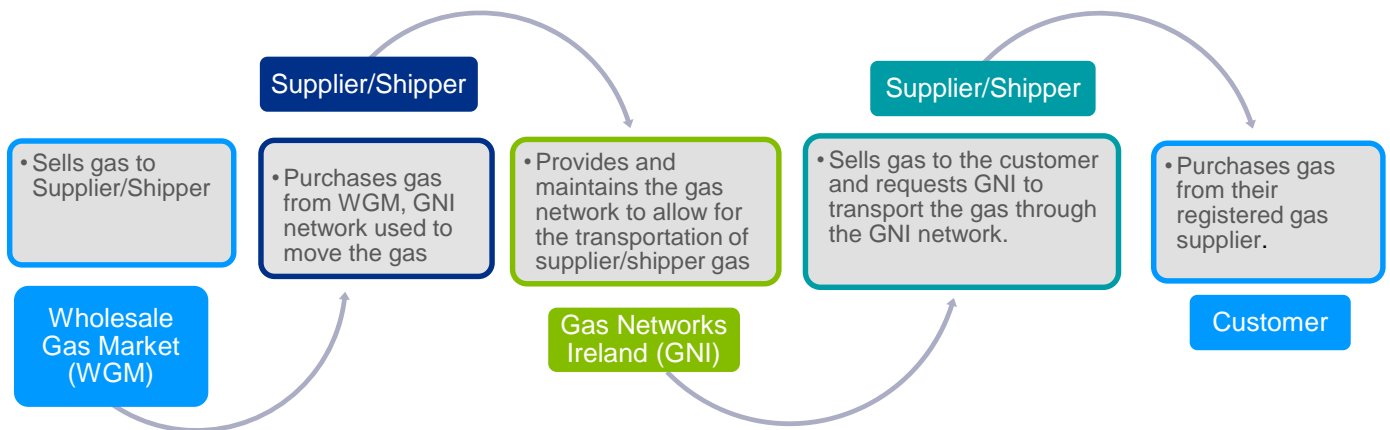 Supplier/Shipper
Supplier/Shipper
• Sells gas to
Supplier/Shipper
• Purchases gas
from WGM, GNI
network used to
move the gas
• Provides and
maintains the gas
network to allow for
the transportation of
supplier/shipper gas
• Sells gas to the customer
and requests GNI to
transport the gas through
the GNI network.
• Purchases gas
from their
registered gas
supplier.
Wholesale
Gas Market
(WGM)
Gas Networks
Ireland (GNI)
Customer